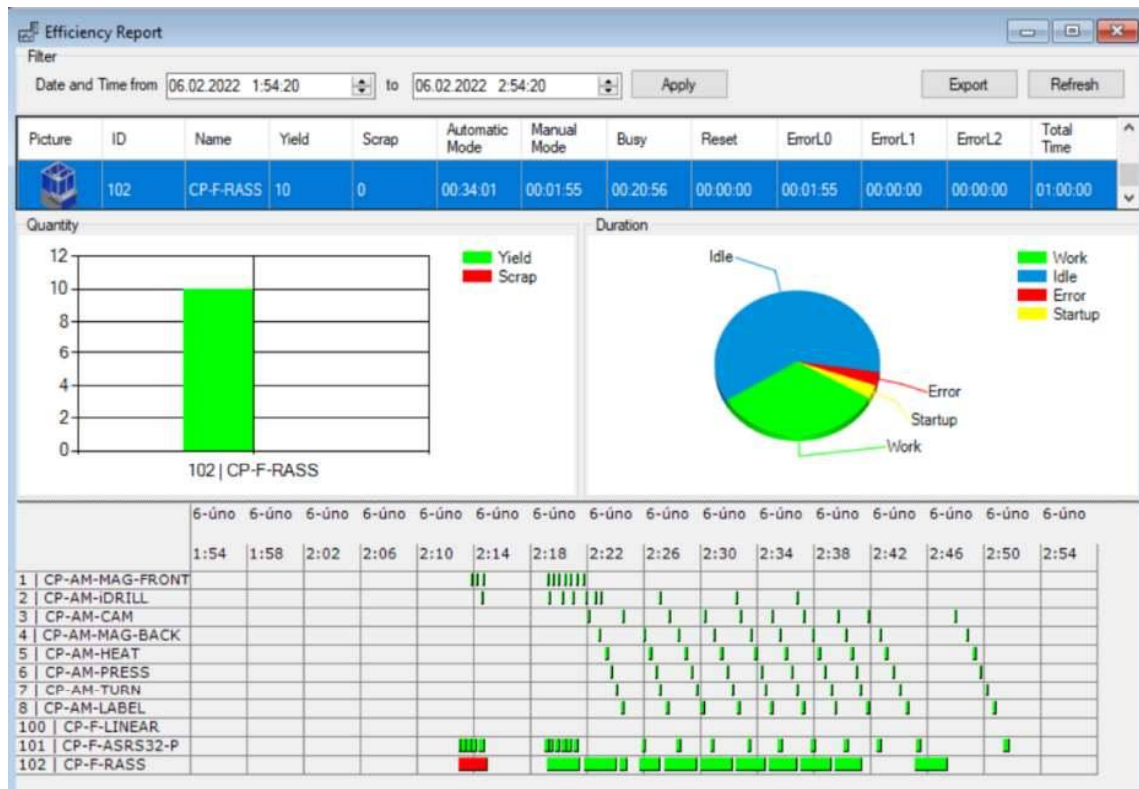 Efficiency Report
Filter
Date and Time from 06.02.2022 1:54:20 to 06.02.2022 2:54:20 Apply Export Refresh
Picture ID Name Yield Scrap Automatic Mode Manual Mode Busy Reset ErrorL0 ErrorL1 ErrorL2 Total Time
102 CP-F-RASS 10 0 00:34:01 00:01:55 00:20:56 00:00:00 00:01:55 00:00:00 00:00:00 01:00:00
Quantity
12
10
8
6
4
2
0
102 | CP-F-RASS
Yield
Scrap
Duration
Idle
Error
Startup
Work
Work
Idle
Error
Startup
6-úno 6-úno 6-úno 6-úno 6-úno 6-úno 6-úno 6-úno 6-úno 6-úno 6-úno 6-úno 6-úno 6-úno 6-úno 6-úno
1:54 1:58 2:02 2:06 2:10 2:14 2:18 2:22 2:26 2:30 2:34 2:38 2:42 2:46 2:50 2:54
1 | CP-AM-MAG-FRONT
2 | CP-AM-iDRILL
3 | CP-AM-CAM
4 | CP-AM-MAG-BACK
5 | CP-AM-HEAT
6 | CP-AM-PRESS
7 | CP-AM-TURN
8 | CP-AM-LABEL
100 | CP-F-LINEAR
101 | CP-F-ASRS32-P
102 | CP-F-RASS